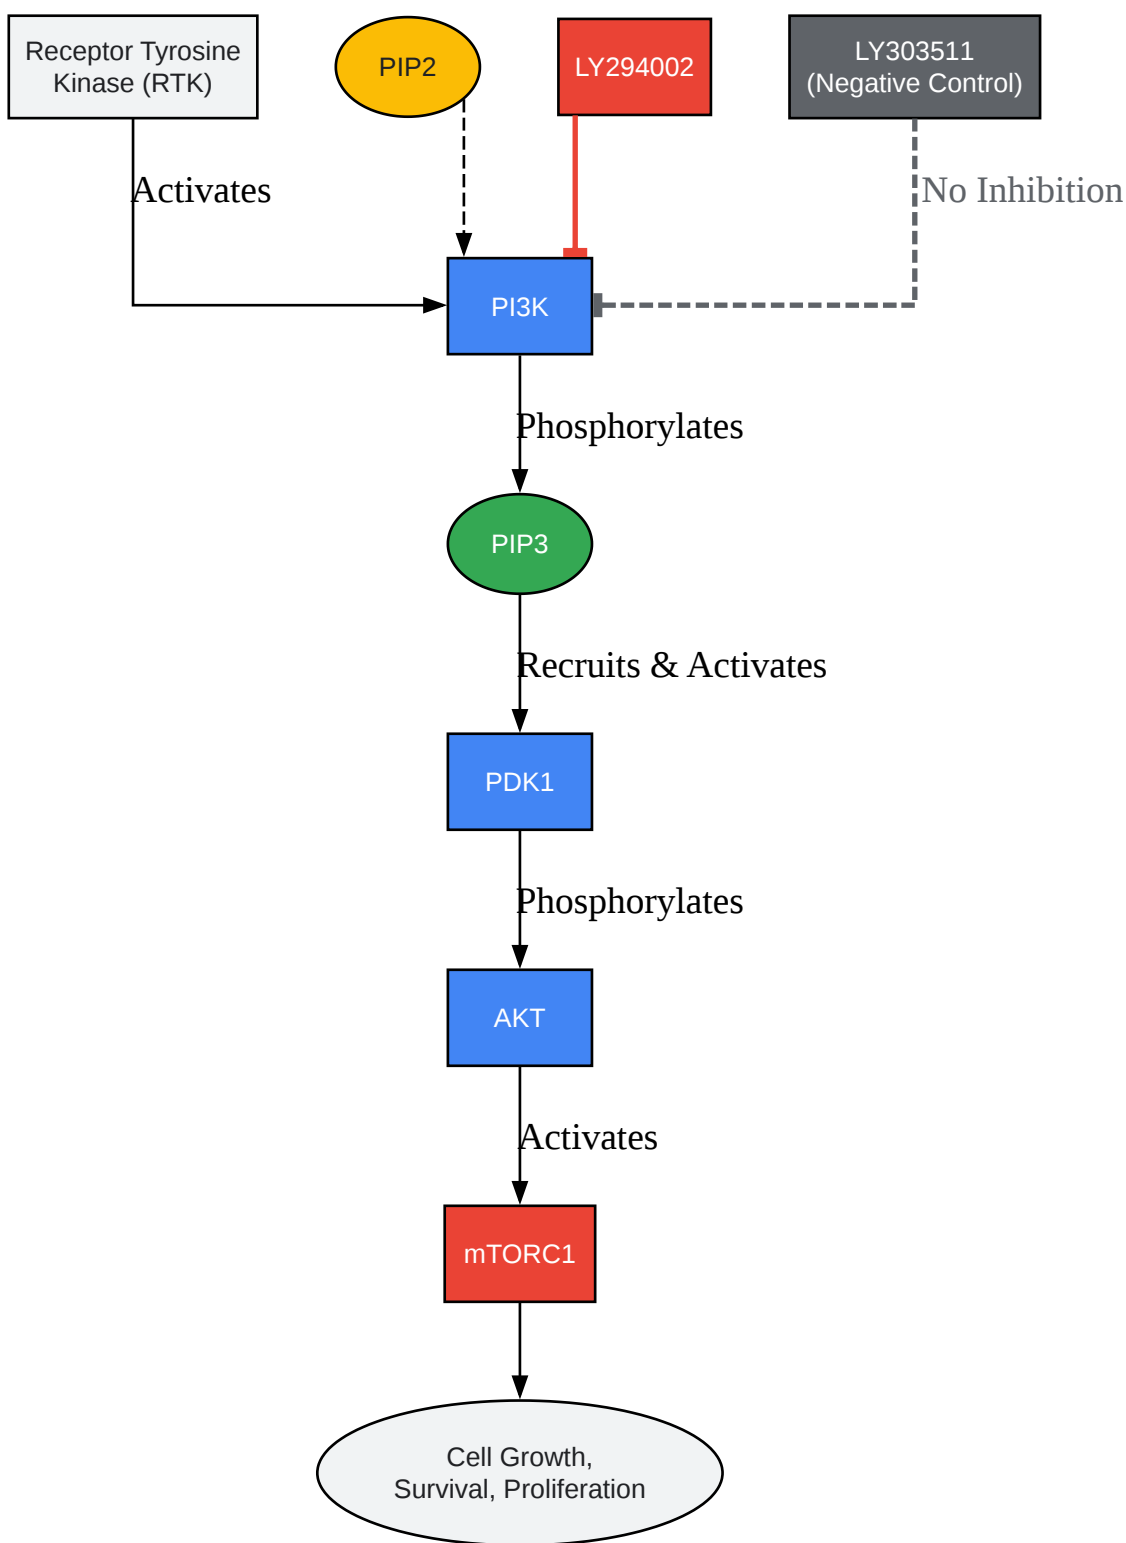 Receptor Tyrosine
Kinase (RTK)
PIP2
LY294002
LY303511
(Negative Control)
Activates
No Inhibition
PI3K
Phosphorylates
PIP3
Recruits & Activates
PDK1
Phosphorylates
AKT
Activates
mTORC1
Cell Growth,
Survival, Proliferation